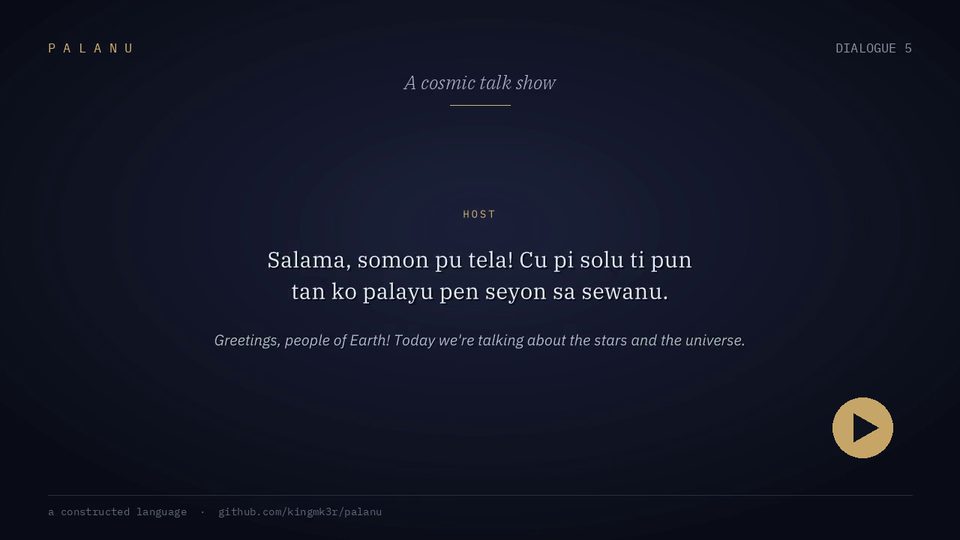 PALANU
DIALOGUE 5
A cosmic talk show
HOST
Salama, somon pu tela! Cu pi solu ti pun
tan ko palayu pen seyon sa sewanu.
Greetings, people of Earth! Today we're talking about the stars and the universe.
a constructed language · github.com/kingmk3r/palanu